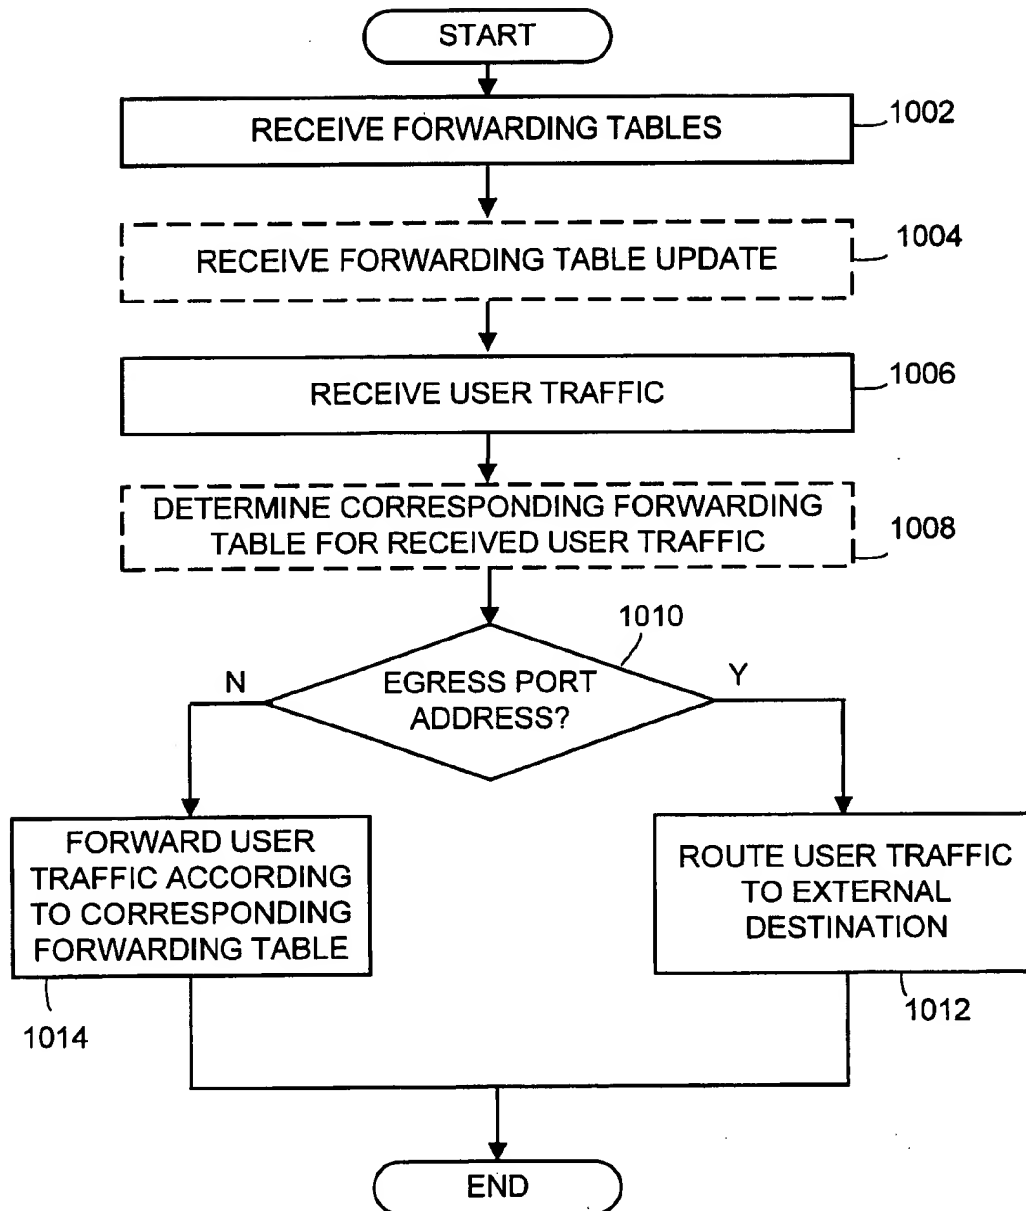 START
RECEIVE FORWARDING TABLES
1002
RECEIVE FORWARDING TABLE UPDATE
1004
RECEIVE USER TRAFFIC
1006
DETERMINE CORRESPONDING FORWARDING
TABLE FOR RECEIVED USER TRAFFIC
1008
1010
EGRESS PORT
ADDRESS?
N
Y
FORWARD USER
TRAFFIC ACCORDING
TO CORRESPONDING
FORWARDING TABLE
1014
ROUTE USER TRAFFIC
TO EXTERNAL
DESTINATION
1012
END